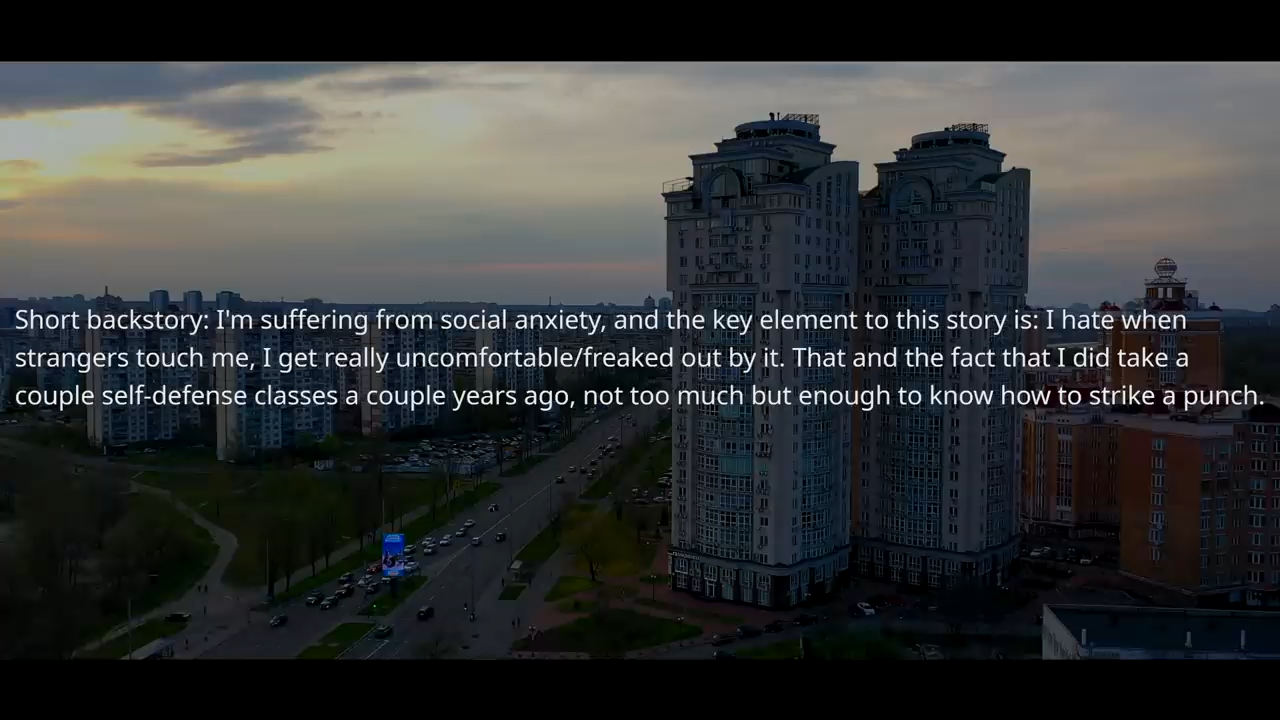 Short backstory: I'm suffering from social anxiety, and the key element to this story is: I hate when
strangers touch me, I get really uncomfortable/freaked out by it. That and the fact that I did take a
couple self-defense classes a couple years ago, not too much but enough to know how to strike a punch.